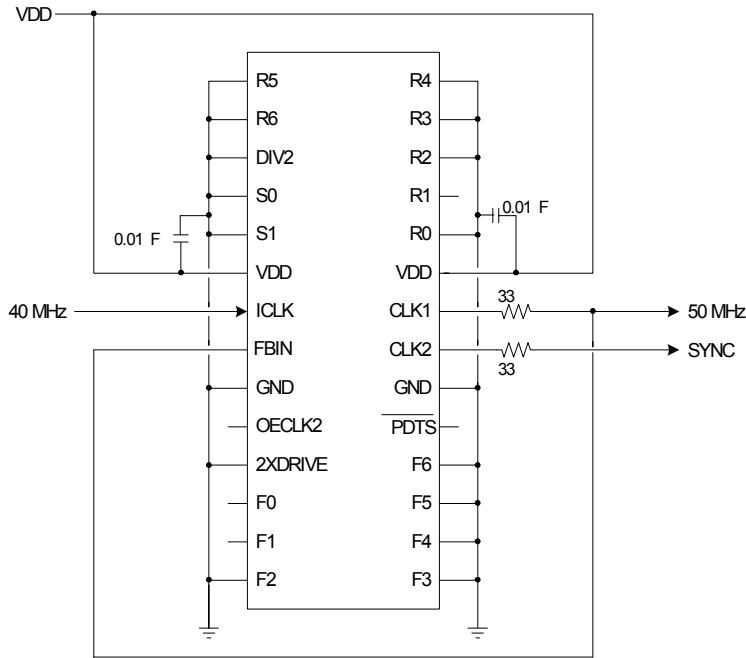 VDD
R5 R4
R6 R3
DIV2 R2
S0 R1
0.01 F
S1 R0
0.01 F
VDD VDD
40 MHz ICLK CLK1 33 50 MHz
FBIN CLK2 33 SYNC
GND GND
OECLK2 PDTS
2XDRIVE F6
F0 F5
F1 F4
F2 F3